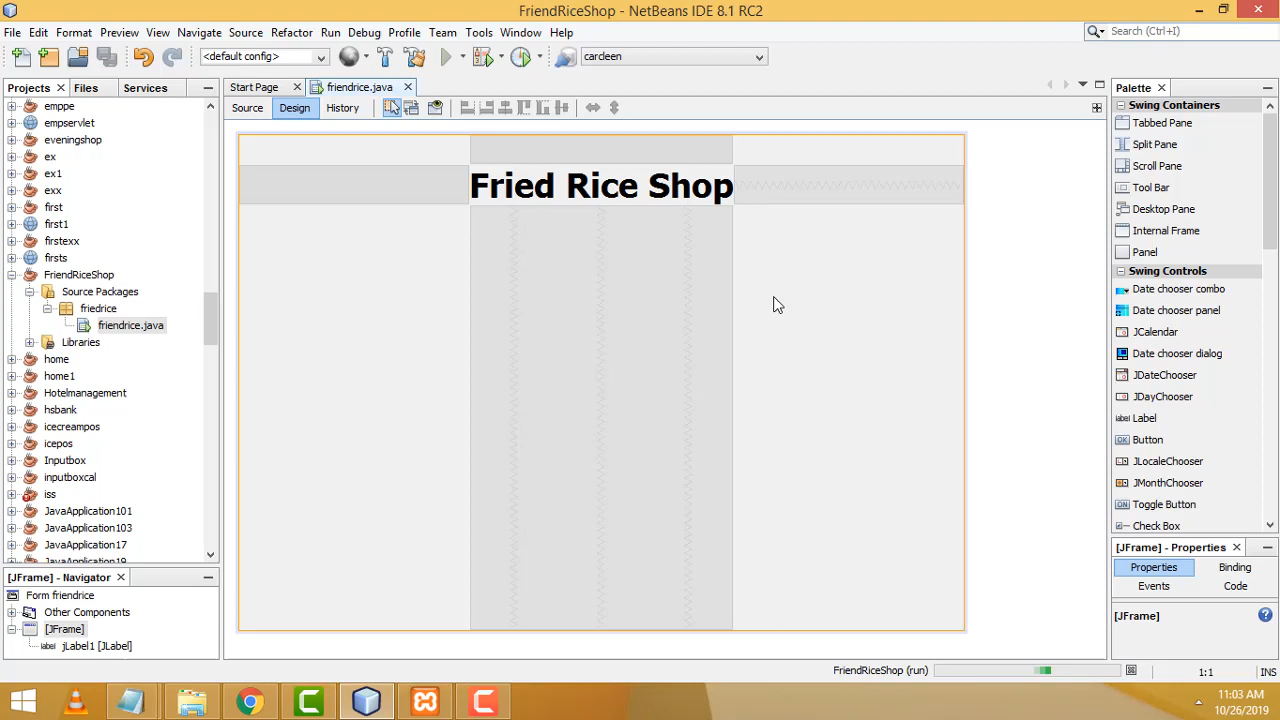 FriendRiceShop - NetBeans IDE 8.1 RC2
File Edit Format Preview View Navigate Source Refactor Run Debug Profile Team Tools Window Help
Search (Ctrl+I)
<default config>
cardeen
Projects Files Services
Start Page friendrice.java
Source Design History
emppe
empservlet
eveningshop
ex
ex1
exx
first
first1
firstexx
firsts
FriendRiceShop
Source Packages
friedrice
friendrice.java
Libraries
home
home1
Hotelmanagement
hsbank
icecreampos
icepos
Inputbox
inputboxcal
iss
JavaApplication101
JavaApplication103
JavaApplication17
JavaApplication19
[JFrame] - Navigator
Form friendrice
Other Components
[JFrame]
label jLabel1 [JLabel]
Fried Rice Shop
Palette
Swing Containers
Tabbed Pane
Split Pane
Scroll Pane
Tool Bar
Desktop Pane
Internal Frame
Panel
Swing Controls
Date chooser combo
Date chooser panel
JCalendar
Date chooser dialog
JDateChooser
JDayChooser
label Label
OK Button
JLocaleChooser
JMonthChooser
ON Toggle Button
Check Box
[JFrame] - Properties
Properties Binding
Events Code
[JFrame]
FriendRiceShop (run)
1:1 INS
11:03 AM
10/26/2019